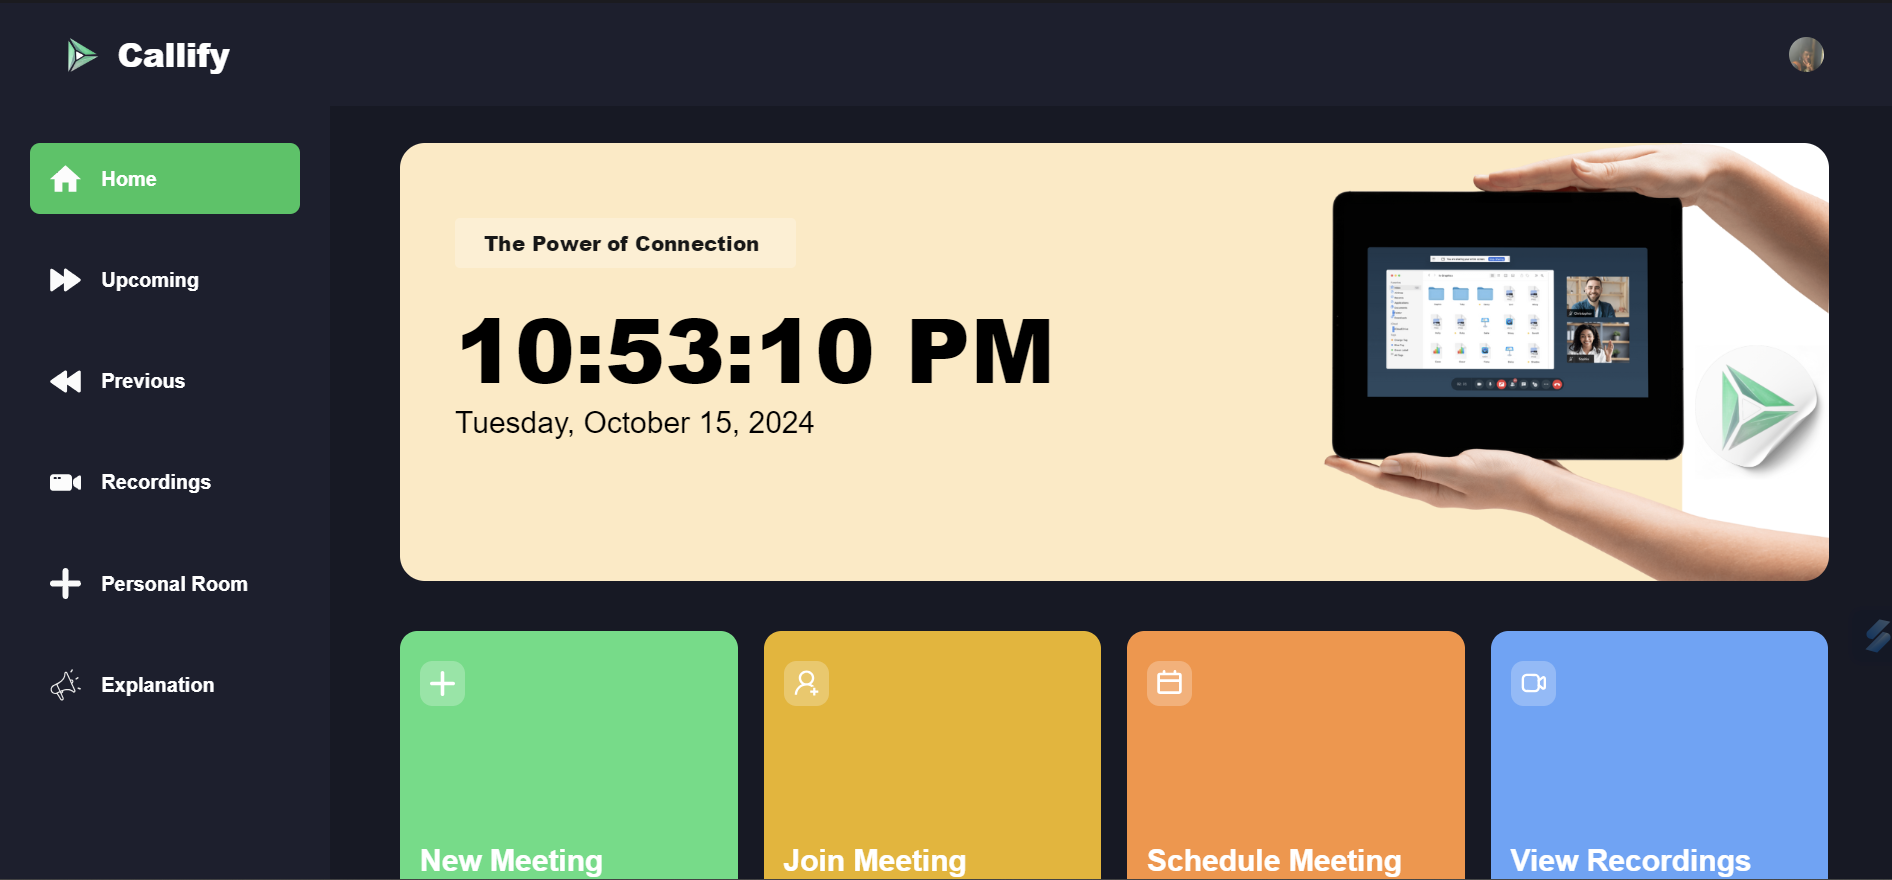 Callify
Home
Upcoming
Previous
Recordings
Personal Room
Explanation
The Power of Connection
10:53:10 PM
Tuesday, October 15, 2024
New Meeting
Join Meeting
Schedule Meeting
View Recordings